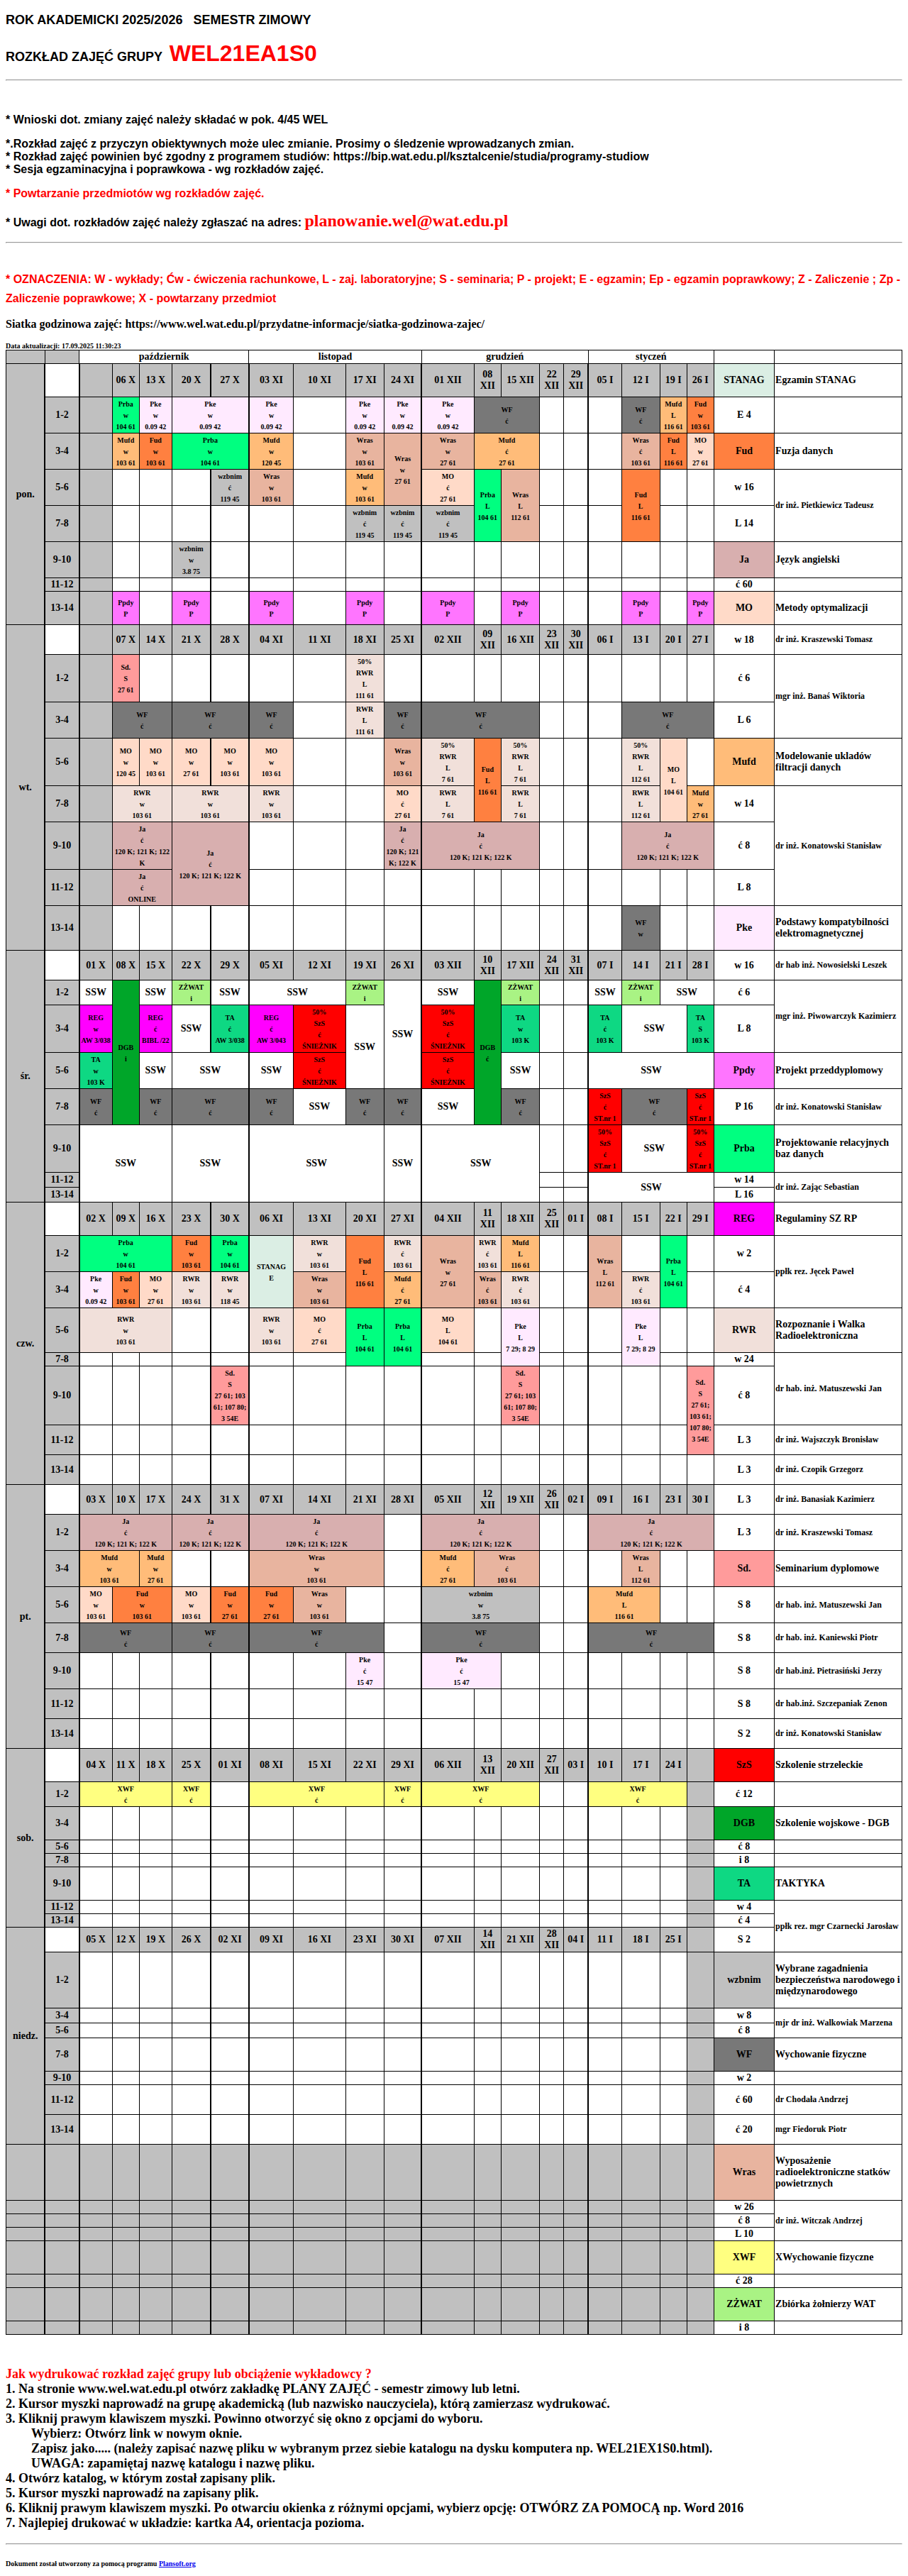 ROK AKADEMICKI 2025/2026 SEMESTR ZIMOWY
ROZKŁAD ZAJĘĆ GRUPY WEL21EA1S0
* Wnioski dot. zmiany zajęć należy składać w pok. 4/45 WEL
*.Rozkład zajęć z przyczyn obiektywnych może ulec zmianie. Prosimy o śledzenie wprowadzanych zmian.
* Rozkład zajęć powinien być zgodny z programem studiów: https://bip.wat.edu.pl/ksztalcenie/studia/programy-studiow
* Sesja egzaminacyjna i poprawkowa - wg rozkładów zajęć.
* Powtarzanie przedmiotów wg rozkładów zajęć.
* Uwagi dot. rozkładów zajęć należy zgłaszać na adres: planowanie.wel@wat.edu.pl
* OZNACZENIA: W - wykłady; Ćw - ćwiczenia rachunkowe, L - zaj. laboratoryjne; S - seminaria; P - projekt; E - egzamin; Ep - egzamin poprawkowy; Z - Zaliczenie ; Zp -
Zaliczenie poprawkowe; X - powtarzany przedmiot
Siatka godzinowa zajęć: https://www.wel.wat.edu.pl/przydatne-informacje/siatka-godzinowa-zajec/
Data aktualizacji: 17.09.2025 11:30:23
październik listopad grudzień styczeń
pon. 06 X 13 X 20 X 27 X 03 XI 10 XI 17 XI 24 XI 01 XII 08 XII 15 XII 22 XII 29 XII 05 I 12 I 19 I 26 I STANAG Egzamin STANAG
1-2 Prba w 104 61 Pke w 0.09 42 Pke w 0.09 42 Pke w 0.09 42 Pke w 0.09 42 Pke w 0.09 42 Pke w 0.09 42 WF ć WF ć Mufd L 116 61 Fud w 103 61 E 4
3-4 Mufd w 103 61 Fud w 103 61 Prba w 104 61 Mufd w 120 45 Wras w 103 61 Wras w 27 61 Wras w 27 61 Mufd ć 27 61 Wras ć 103 61 Fud L 116 61 MO w 27 61 Fud Fuzja danych
5-6 wzbnim ć 119 45 Wras w 103 61 Mufd w 103 61 MO ć 27 61 Prba L 104 61 Wras L 112 61 Fud L 116 61 w 16 dr inż. Pietkiewicz Tadeusz
7-8 wzbnim ć 119 45 wzbnim ć 119 45 wzbnim ć 119 45 L 14
9-10 wzbnim w 3.8 75 Ja Język angielski
11-12 ć 60
13-14 Ppdy P Ppdy P Ppdy P Ppdy P Ppdy P Ppdy P Ppdy P Ppdy P MO Metody optymalizacji
wt. 07 X 14 X 21 X 28 X 04 XI 11 XI 18 XI 25 XI 02 XII 09 XII 16 XII 23 XII 30 XII 06 I 13 I 20 I 27 I w 18 dr inż. Kraszewski Tomasz
1-2 Sd. S 27 61 50% RWR L 111 61 ć 6 mgr inż. Banaś Wiktoria
3-4 WF ć WF ć WF ć RWR L 111 61 WF ć WF ć WF ć L 6
5-6 MO w 120 45 MO w 103 61 MO w 27 61 MO w 103 61 MO w 103 61 Wras w 103 61 50% RWR L 7 61 Fud L 116 61 50% RWR L 7 61 50% RWR L 112 61 MO L 104 61 Mufd Modelowanie układów filtracji danych
7-8 RWR w 103 61 RWR w 103 61 RWR w 103 61 MO ć 27 61 RWR L 7 61 RWR L 7 61 RWR L 112 61 Mufd w 27 61 w 14 dr inż. Konatowski Stanisław
9-10 Ja ć 120 K; 121 K; 122 K Ja ć 120 K; 121 K; 122 K Ja ć 120 K; 121 K; 122 K Ja ć 120 K; 121 K; 122 K Ja ć 120 K; 121 K; 122 K ć 8
11-12 Ja ć ONLINE L 8
13-14 WF w Pke Podstawy kompatybilności elektromagnetycznej
śr. 01 X 08 X 15 X 22 X 29 X 05 XI 12 XI 19 XI 26 XI 03 XII 10 XII 17 XII 24 XII 31 XII 07 I 14 I 21 I 28 I w 16 dr hab inż. Nowosielski Leszek
1-2 SSW DGB i SSW ZŻWAT i SSW SSW ZŻWAT i SSW SSW DGB ć ZŻWAT i SSW ZŻWAT i SSW ć 6 mgr inż. Piwowarczyk Kazimierz
3-4 REG w AW 3/038 REG ć BIBL /22 SSW TA ć AW 3/038 REG ć AW 3/043 50% SzS ć ŚNIEŻNIK SSW 50% SzS ć ŚNIEŻNIK TA w 103 K TA ć 103 K SSW TA S 103 K L 8
5-6 TA w 103 K SSW SSW SSW SzS ć ŚNIEŻNIK SzS ć ŚNIEŻNIK SSW SSW Ppdy Projekt przeddyplomowy
7-8 WF ć WF ć WF ć WF ć SSW WF ć WF ć SSW WF ć SzS ć ST.nr 1 WF ć SzS ć ST.nr 1 P 16 dr inż. Konatowski Stanisław
9-10 SSW SSW SSW SSW SSW 50% SzS ć ST.nr 1 SSW 50% SzS ć ST.nr 1 Prba Projektowanie relacyjnych baz danych
11-12 SSW w 14 dr inż. Zając Sebastian
13-14 L 16
czw. 02 X 09 X 16 X 23 X 30 X 06 XI 13 XI 20 XI 27 XI 04 XII 11 XII 18 XII 25 XII 01 I 08 I 15 I 22 I 29 I REG Regulaminy SZ RP
1-2 Prba w 104 61 Fud w 103 61 Prba w 104 61 STANAG E RWR w 103 61 Fud L 116 61 RWR ć 103 61 Wras w 27 61 RWR ć 103 61 Mufd L 116 61 Wras L 112 61 Prba L 104 61 w 2 ppłk rez. Jęcek Paweł
3-4 Pke w 0.09 42 Fud w 103 61 MO w 27 61 RWR w 103 61 RWR w 118 45 Wras w 103 61 Mufd ć 27 61 Wras ć 103 61 RWR ć 103 61 RWR ć 103 61 ć 4
5-6 RWR w 103 61 RWR w 103 61 MO ć 27 61 Prba L 104 61 Prba L 104 61 MO L 104 61 Pke L 7 29; 8 29 Pke L 7 29; 8 29 RWR Rozpoznanie i Walka Radioelektroniczna
7-8 w 24 dr hab. inż. Matuszewski Jan
9-10 Sd. S 27 61; 103 61; 107 80; 3 54E Sd. S 27 61; 103 61; 107 80; 3 54E Sd. S 27 61; 103 61; 107 80; 3 54E ć 8
11-12 L 3 dr inż. Wajszczyk Bronisław
13-14 L 3 dr inż. Czopik Grzegorz
pt. 03 X 10 X 17 X 24 X 31 X 07 XI 14 XI 21 XI 28 XI 05 XII 12 XII 19 XII 26 XII 02 I 09 I 16 I 23 I 30 I L 3 dr inż. Banasiak Kazimierz
1-2 Ja ć 120 K; 121 K; 122 K Ja ć 120 K; 121 K; 122 K Ja ć 120 K; 121 K; 122 K Ja ć 120 K; 121 K; 122 K Ja ć 120 K; 121 K; 122 K L 3 dr inż. Kraszewski Tomasz
3-4 Mufd w 103 61 Mufd w 27 61 Wras w 103 61 Mufd ć 27 61 Wras ć 103 61 Wras L 112 61 Sd. Seminarium dyplomowe
5-6 MO w 103 61 Fud w 103 61 MO w 103 61 Fud w 27 61 Fud w 27 61 Wras w 103 61 wzbnim w 3.8 75 Mufd L 116 61 S 8 dr hab. inż. Matuszewski Jan
7-8 WF ć WF ć WF ć WF ć WF ć S 8 dr hab. inż. Kaniewski Piotr
9-10 Pke ć 15 47 Pke ć 15 47 S 8 dr hab.inż. Pietrasiński Jerzy
11-12 S 8 dr hab.inż. Szczepaniak Zenon
13-14 S 2 dr inż. Konatowski Stanisław
sob. 04 X 11 X 18 X 25 X 01 XI 08 XI 15 XI 22 XI 29 XI 06 XII 13 XII 20 XII 27 XII 03 I 10 I 17 I 24 I SzS Szkolenie strzeleckie
1-2 XWF ć XWF ć XWF ć XWF ć XWF ć XWF ć ć 12
3-4 DGB Szkolenie wojskowe - DGB
5-6 ć 8
7-8 i 8
9-10 TA TAKTYKA
11-12 w 4 ppłk rez. mgr Czarnecki Jarosław
13-14 ć 4
niedz. 05 X 12 X 19 X 26 X 02 XI 09 XI 16 XI 23 XI 30 XI 07 XII 14 XII 21 XII 28 XII 04 I 11 I 18 I 25 I S 2
1-2 wzbnim Wybrane zagadnienia bezpieczeństwa narodowego i międzynarodowego
3-4 w 8 mjr dr inż. Walkowiak Marzena
5-6 ć 8
7-8 WF Wychowanie fizyczne
9-10 w 2
11-12 ć 60 dr Chodała Andrzej
13-14 ć 20 mgr Fiedoruk Piotr
Wras Wyposażenie radioelektroniczne statków powietrznych
w 26 dr inż. Witczak Andrzej
ć 8
L 10
XWF XWychowanie fizyczne
ć 28
ZŻWAT Zbiórka żołnierzy WAT
i 8
Jak wydrukować rozkład zajęć grupy lub obciążenie wykładowcy ?
1. Na stronie www.wel.wat.edu.pl otwórz zakładkę PLANY ZAJĘĆ - semestr zimowy lub letni.
2. Kursor myszki naprowadź na grupę akademicką (lub nazwisko nauczyciela), którą zamierzasz wydrukować.
3. Kliknij prawym klawiszem myszki. Powinno otworzyć się okno z opcjami do wyboru.
Wybierz: Otwórz link w nowym oknie.
Zapisz jako..... (należy zapisać nazwę pliku w wybranym przez siebie katalogu na dysku komputera np. WEL21EX1S0.html).
UWAGA: zapamiętaj nazwę katalogu i nazwę pliku.
4. Otwórz katalog, w którym został zapisany plik.
5. Kursor myszki naprowadź na zapisany plik.
6. Kliknij prawym klawiszem myszki. Po otwarciu okienka z różnymi opcjami, wybierz opcję: OTWÓRZ ZA POMOCĄ np. Word 2016
7. Najlepiej drukować w układzie: kartka A4, orientacja pozioma.
Dokument został utworzony za pomocą programu Plansoft.org